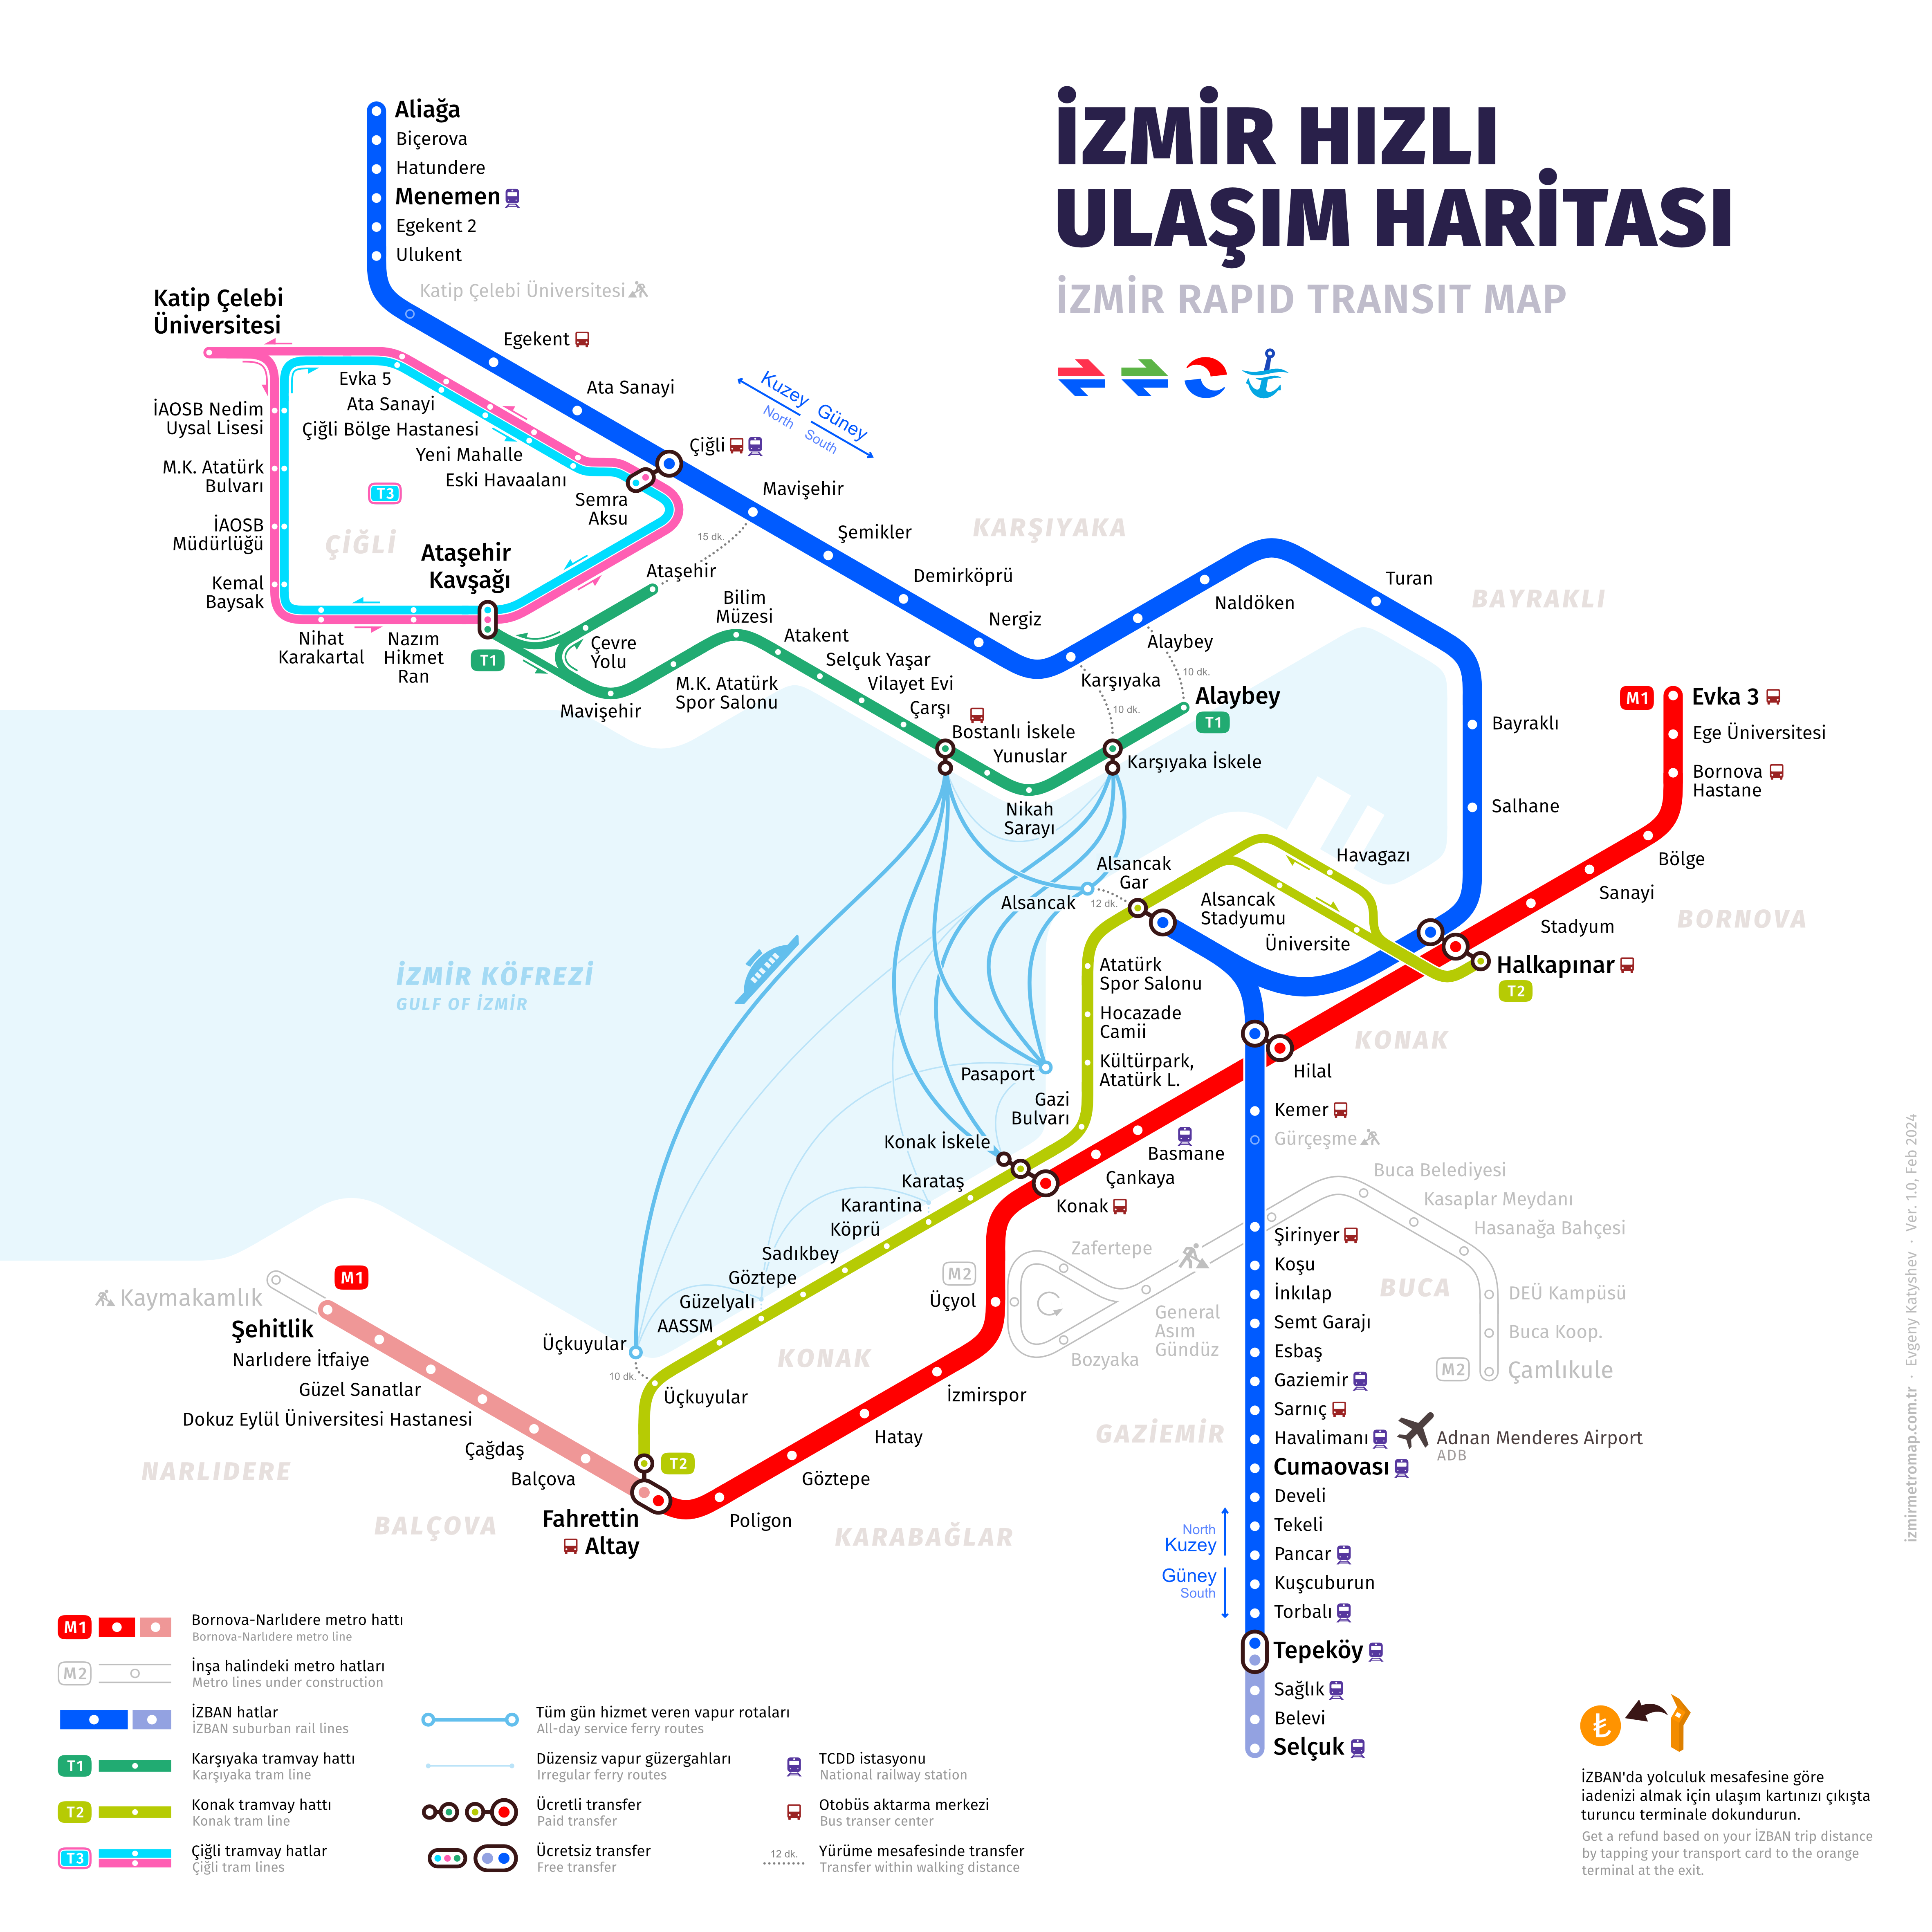 İZMİR HIZLI
ULAŞIM HARİTASI
İZMİR RAPID TRANSIT MAP
Aliağa
Biçerova
Hatundere
Menemen
Egekent 2
Ulukent
Katip Çelebi Üniversitesi
Katip Çelebi
Üniversitesi
Egekent
Ata Sanayi
Kuzey
North
Güney
South
Çiğli
Mavişehir
Şemikler
Demirköprü
Nergiz
Karşıyaka
Alaybey
Naldöken
Turan
Bayraklı
Salhane
KARŞIYAKA
BAYRAKLI
Evka 5
Ata Sanayi
Çiğli Bölge Hastanesi
Yeni Mahalle
Eski Havaalanı
Semra
Aksu
İAOSB Nedim
Uysal Lisesi
M.K. Atatürk
Bulvarı
İAOSB
Müdürlüğü
Kemal
Baysak
T3
ÇİĞLİ
Ataşehir
Kavşağı
Nihat
Karakartal
Nazım
Hikmet
Ran
T1
15 dk.
Ataşehir
Çevre
Yolu
Mavişehir
Bilim
Müzesi
M.K. Atatürk
Spor Salonu
Atakent
Selçuk Yaşar
Vilayet Evi
Çarşı
Bostanlı İskele
Yunuslar
Nikah
Sarayı
Karşıyaka İskele
10 dk.
10 dk.
Alaybey
T1
M1
Evka 3
Ege Üniversitesi
Bornova
Hastane
Bölge
Sanayi
Stadyum
BORNOVA
Halkapınar
T2
Havagazı
Alsancak
Gar
Alsancak
12 dk.
Alsancak
Stadyumu
Üniversite
Atatürk
Spor Salonu
Hocazade
Camii
Kültürpark,
Atatürk L.
Gazi
Bulvarı
Pasaport
Konak İskele
İZMİR KÖFREZİ
GULF OF İZMİR
KONAK
Hilal
Kemer
Gürçeşme
Basmane
Çankaya
Konak
Karataş
Karantina
Köprü
Sadıkbey
Göztepe
Güzelyalı
AASSM
Üçkuyular
10 dk.
Üçkuyular
T2
KONAK
M2
Üçyol
Zafertepe
Bozyaka
General
Asım
Gündüz
Buca Belediyesi
Kasaplar Meydanı
Hasanağa Bahçesi
DEÜ Kampüsü
Buca Koop.
M2
Çamlıkule
BUCA
Şirinyer
Koşu
İnkılap
Semt Garajı
Esbaş
Gaziemir
Sarnıç
Havalimanı
Adnan Menderes Airport
ADB
Cumaovası
Develi
Tekeli
Pancar
Kuşcuburun
Torbalı
Tepeköy
Sağlık
Belevi
Selçuk
GAZİEMİR
North
Kuzey
Güney
South
Kaymakamlık
M1
Şehitlik
Narlıdere İtfaiye
Güzel Sanatlar
Dokuz Eylül Üniversitesi Hastanesi
Çağdaş
Balçova
Fahrettin
Altay
Poligon
Göztepe
Hatay
İzmirspor
NARLIDERE
BALÇOVA
KARABAĞLAR
M1
Bornova-Narlıdere metro hattı
Bornova-Narlıdere metro line
M2
İnşa halindeki metro hatları
Metro lines under construction
İZBAN hatlar
İZBAN suburban rail lines
T1
Karşıyaka tramvay hattı
Karşıyaka tram line
T2
Konak tramvay hattı
Konak tram line
T3
Çiğli tramvay hatlar
Çiğli tram lines
Tüm gün hizmet veren vapur rotaları
All-day service ferry routes
Düzensiz vapur güzergahları
Irregular ferry routes
Ücretli transfer
Paid transfer
Ücretsiz transfer
Free transfer
TCDD istasyonu
National railway station
Otobüs aktarma merkezi
Bus transer center
12 dk.
Yürüme mesafesinde transfer
Transfer within walking distance
₺
İZBAN'da yolculuk mesafesine göre
iadenizi almak için ulaşım kartınızı çıkışta
turuncu terminale dokundurun.
Get a refund based on your İZBAN trip distance
by tapping your transport card to the orange
terminal at the exit.
izmirmetromap.com.tr · Evgeny Katyshev · Ver. 1.0, Feb 2024